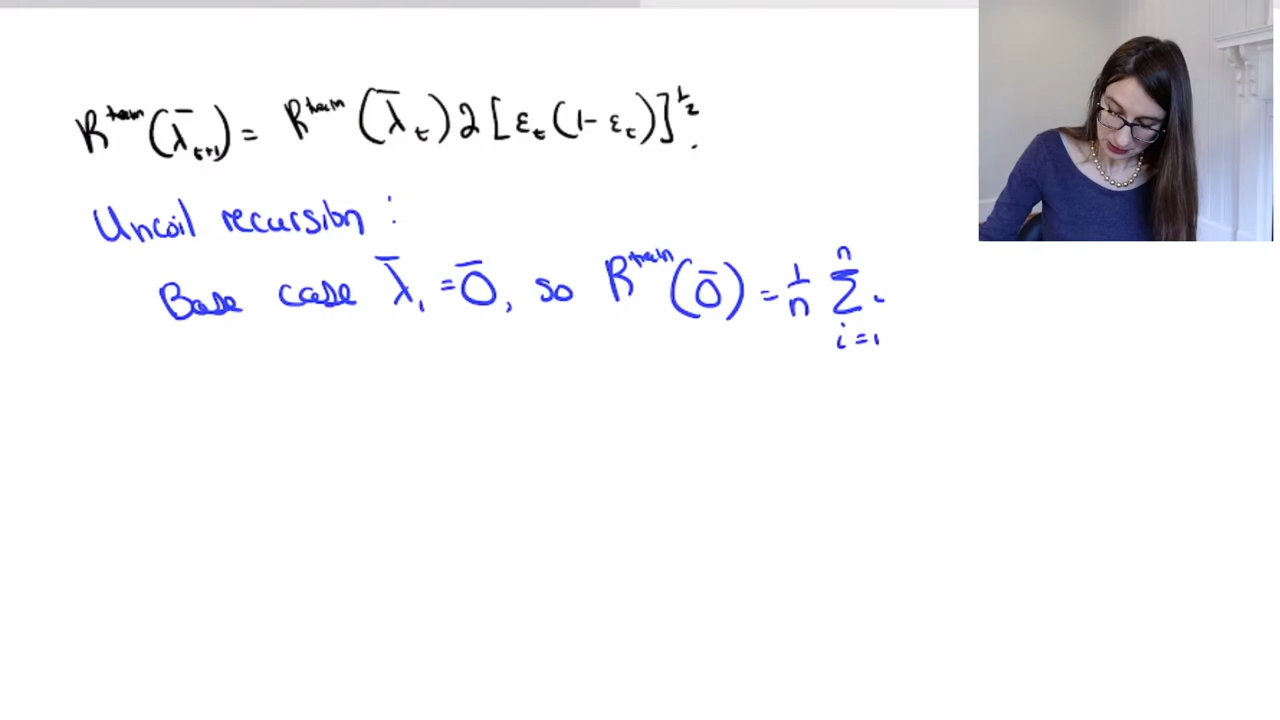 R^train(λ̄_{t+1}) = R^train(λ̄_t) 2 [ε_t(1-ε_t)]^{1/2}.
Uncoil recursion :
Base case λ̄_1 = 0̄, so R^train(0̄) = 1/n Σ_{i=1}^{n}